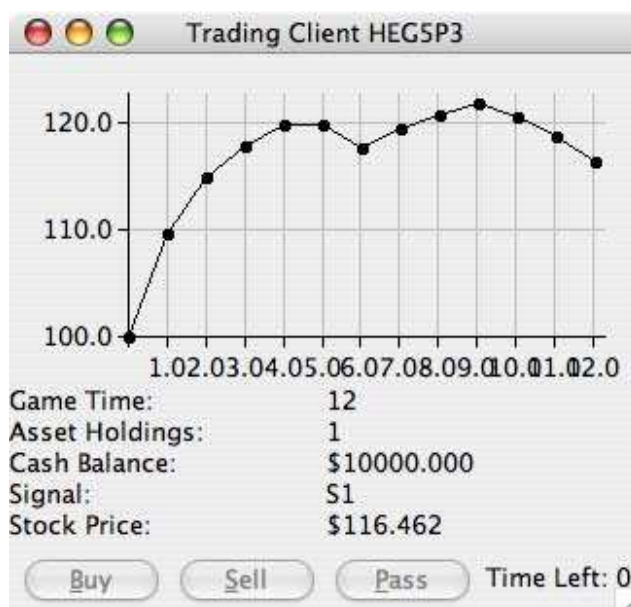 Trading Client HEG5P3
120.0
110.0
100.0
1.02.03.04.05.06.07.08.09.010.011.012.0
Game Time: 12
Asset Holdings: 1
Cash Balance: $10000.000
Signal: S1
Stock Price: $116.462
Buy Sell Pass Time Left: 0